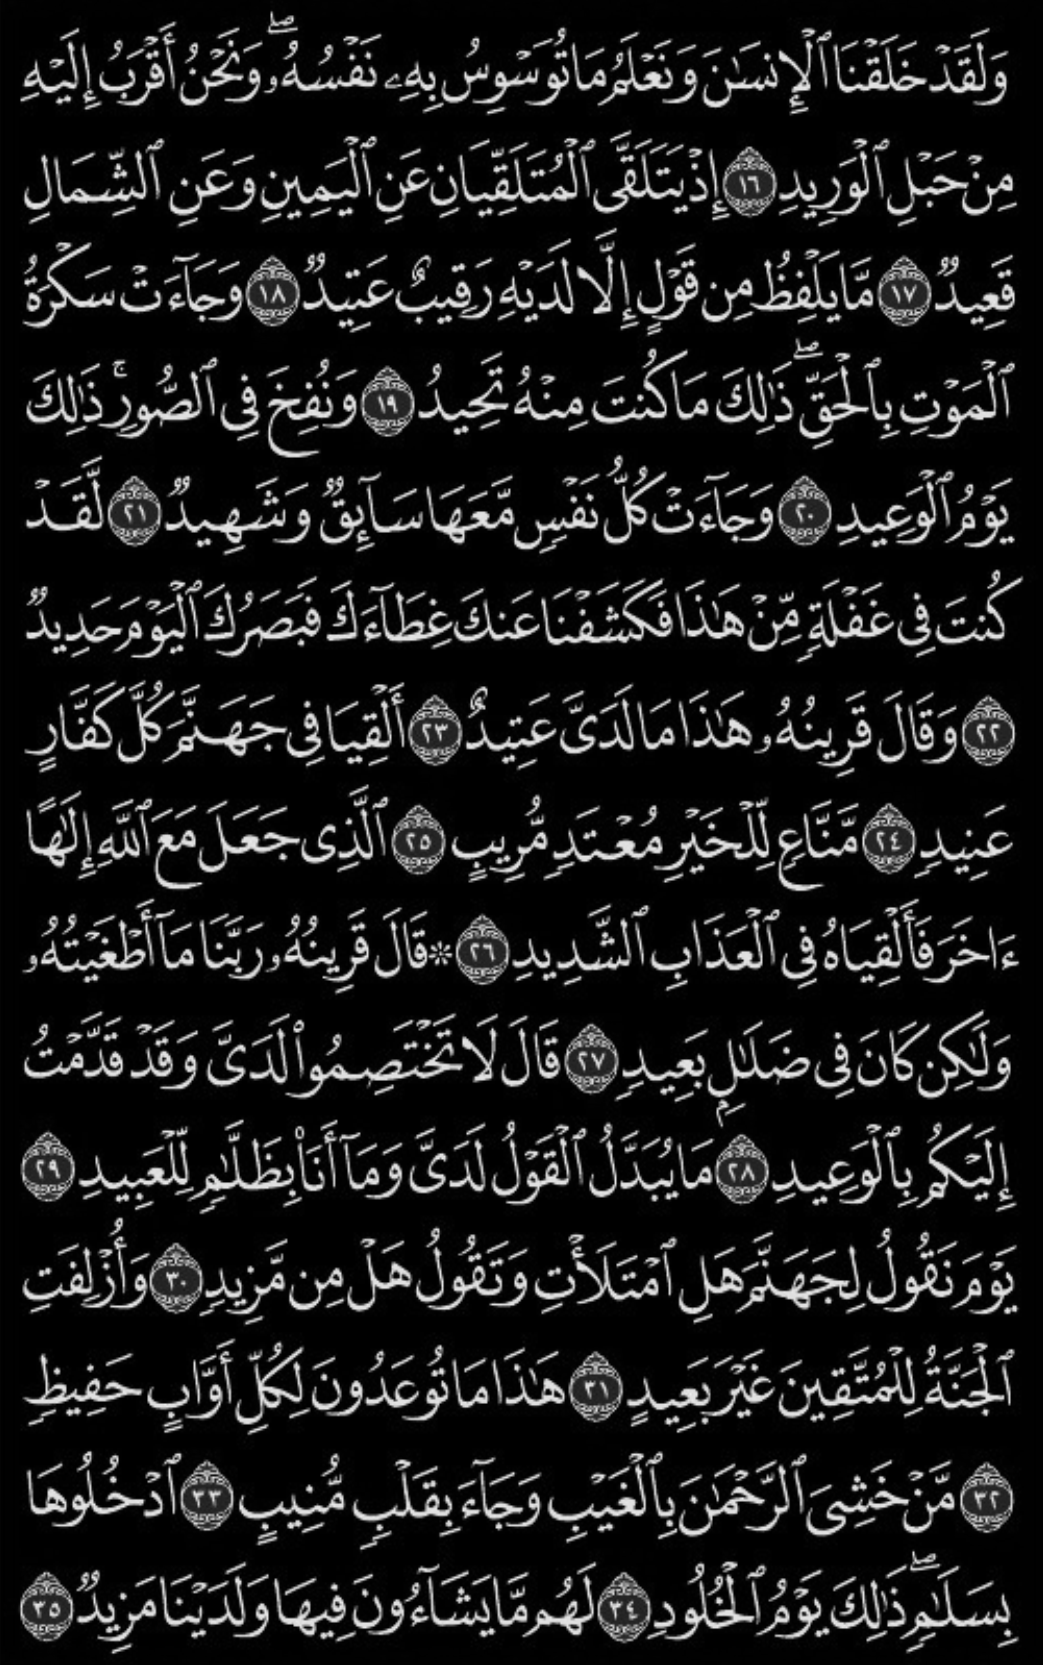 وَلَقَدْ خَلَقْنَا ٱلْإِنسَٰنَ وَنَعْلَمُ مَا تُوَسْوِسُ بِهِۦ نَفْسُهُۥ ۖ وَنَحْنُ أَقْرَبُ إِلَيْهِ
مِنْ حَبْلِ ٱلْوَرِيدِ ١٦ إِذْ يَتَلَقَّى ٱلْمُتَلَقِّيَانِ عَنِ ٱلْيَمِينِ وَعَنِ ٱلشِّمَالِ
قَعِيدٌ ١٧ مَّا يَلْفِظُ مِن قَوْلٍ إِلَّا لَدَيْهِ رَقِيبٌ عَتِيدٌ ١٨ وَجَآءَتْ سَكْرَةُ
ٱلْمَوْتِ بِٱلْحَقِّ ۖ ذَٰلِكَ مَا كُنتَ مِنْهُ تَحِيدُ ١٩ وَنُفِخَ فِى ٱلصُّورِ ۚ ذَٰلِكَ
يَوْمُ ٱلْوَعِيدِ ٢٠ وَجَآءَتْ كُلُّ نَفْسٍ مَّعَهَا سَآئِقٌ وَشَهِيدٌ ٢١ لَّقَدْ
كُنتَ فِى غَفْلَةٍ مِّنْ هَٰذَا فَكَشَفْنَا عَنكَ غِطَآءَكَ فَبَصَرُكَ ٱلْيَوْمَ حَدِيدٌ
٢٢ وَقَالَ قَرِينُهُۥ هَٰذَا مَا لَدَىَّ عَتِيدٌ ٢٣ أَلْقِيَا فِى جَهَنَّمَ كُلَّ كَفَّارٍ
عَنِيدٍ ٢٤ مَّنَّاعٍ لِّلْخَيْرِ مُعْتَدٍ مُّرِيبٍ ٢٥ ٱلَّذِى جَعَلَ مَعَ ٱللَّهِ إِلَٰهًا
ءَاخَرَ فَأَلْقِيَاهُ فِى ٱلْعَذَابِ ٱلشَّدِيدِ ٢٦ ۞ قَالَ قَرِينُهُۥ رَبَّنَا مَآ أَطْغَيْتُهُۥ
وَلَٰكِن كَانَ فِى ضَلَٰلٍۭ بَعِيدٍ ٢٧ قَالَ لَا تَخْتَصِمُوا۟ لَدَىَّ وَقَدْ قَدَّمْتُ
إِلَيْكُم بِٱلْوَعِيدِ ٢٨ مَا يُبَدَّلُ ٱلْقَوْلُ لَدَىَّ وَمَآ أَنَا۠ بِظَلَّٰمٍ لِّلْعَبِيدِ ٢٩
يَوْمَ نَقُولُ لِجَهَنَّمَ هَلِ ٱمْتَلَأْتِ وَتَقُولُ هَلْ مِن مَّزِيدٍ ٣٠ وَأُزْلِفَتِ
ٱلْجَنَّةُ لِلْمُتَّقِينَ غَيْرَ بَعِيدٍ ٣١ هَٰذَا مَا تُوعَدُونَ لِكُلِّ أَوَّابٍ حَفِيظٍ
٣٢ مَّنْ خَشِىَ ٱلرَّحْمَٰنَ بِٱلْغَيْبِ وَجَآءَ بِقَلْبٍ مُّنِيبٍ ٣٣ ٱدْخُلُوهَا
بِسَلَٰمٍ ۖ ذَٰلِكَ يَوْمُ ٱلْخُلُودِ ٣٤ لَهُم مَّا يَشَآءُونَ فِيهَا وَلَدَيْنَا مَزِيدٌ ٣٥